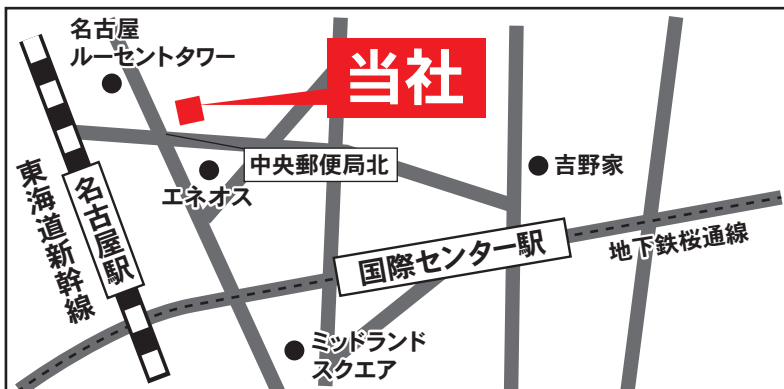 名古屋
ルーセントタワー
当社
中央郵便局北
エネオス
吉野家
東海道新幹線
名古屋駅
国際センター駅
地下鉄桜通線
ミッドランド
スクエア